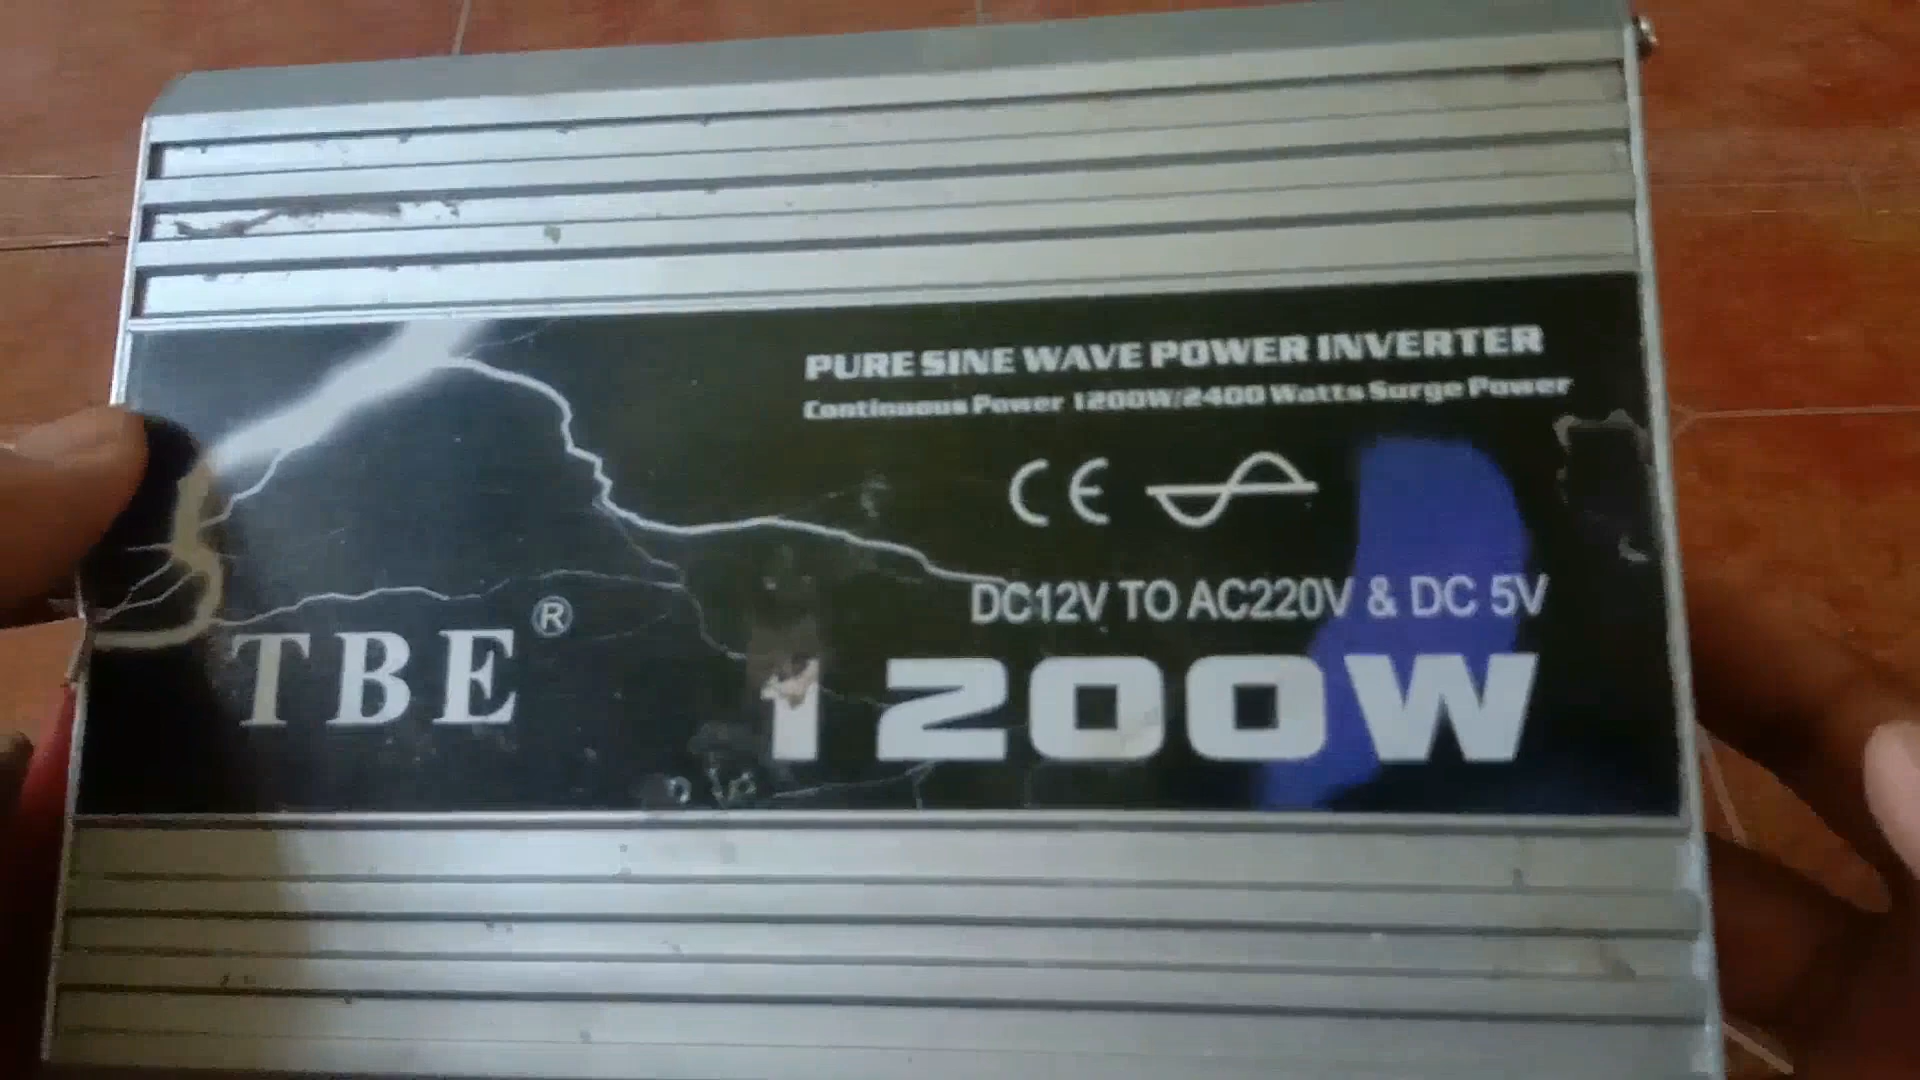 PURE SINE WAVE POWER INVERTER
Continuous Power 1200W/2400 Watts Surge Power
CE
DC12V TO AC220V & DC 5V
TBE®
1200W